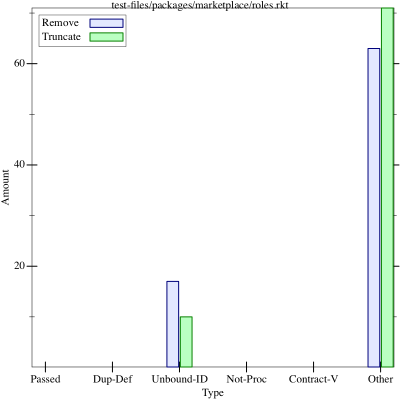 test-files/packages/marketplace/roles.rkt
Remove
Truncate
60
40
20
Amount
Passed Dup-Def Unbound-ID Not-Proc Contract-V Other
Type